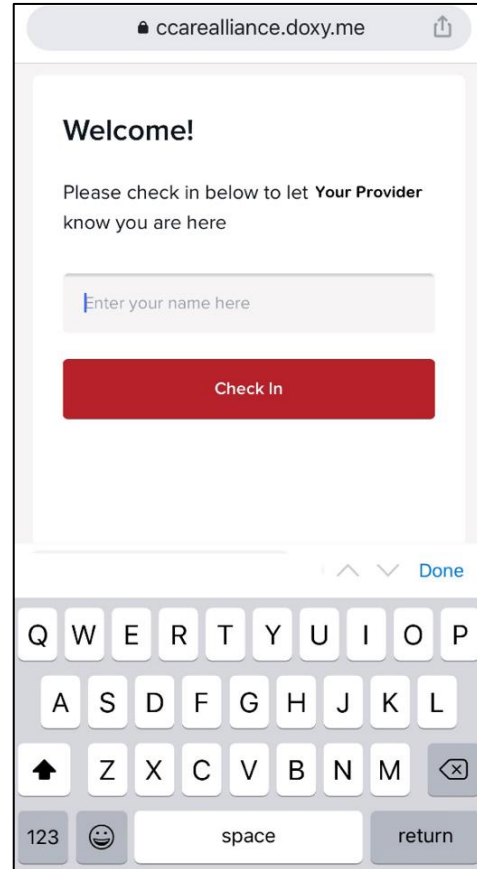 ccarealliance.doxy.me
Welcome!
Please check in below to let Your Provider
know you are here
Enter your name here
Check In
Done
Q W E R T Y U I O P
A S D F G H J K L
Z X C V B N M
123 space return